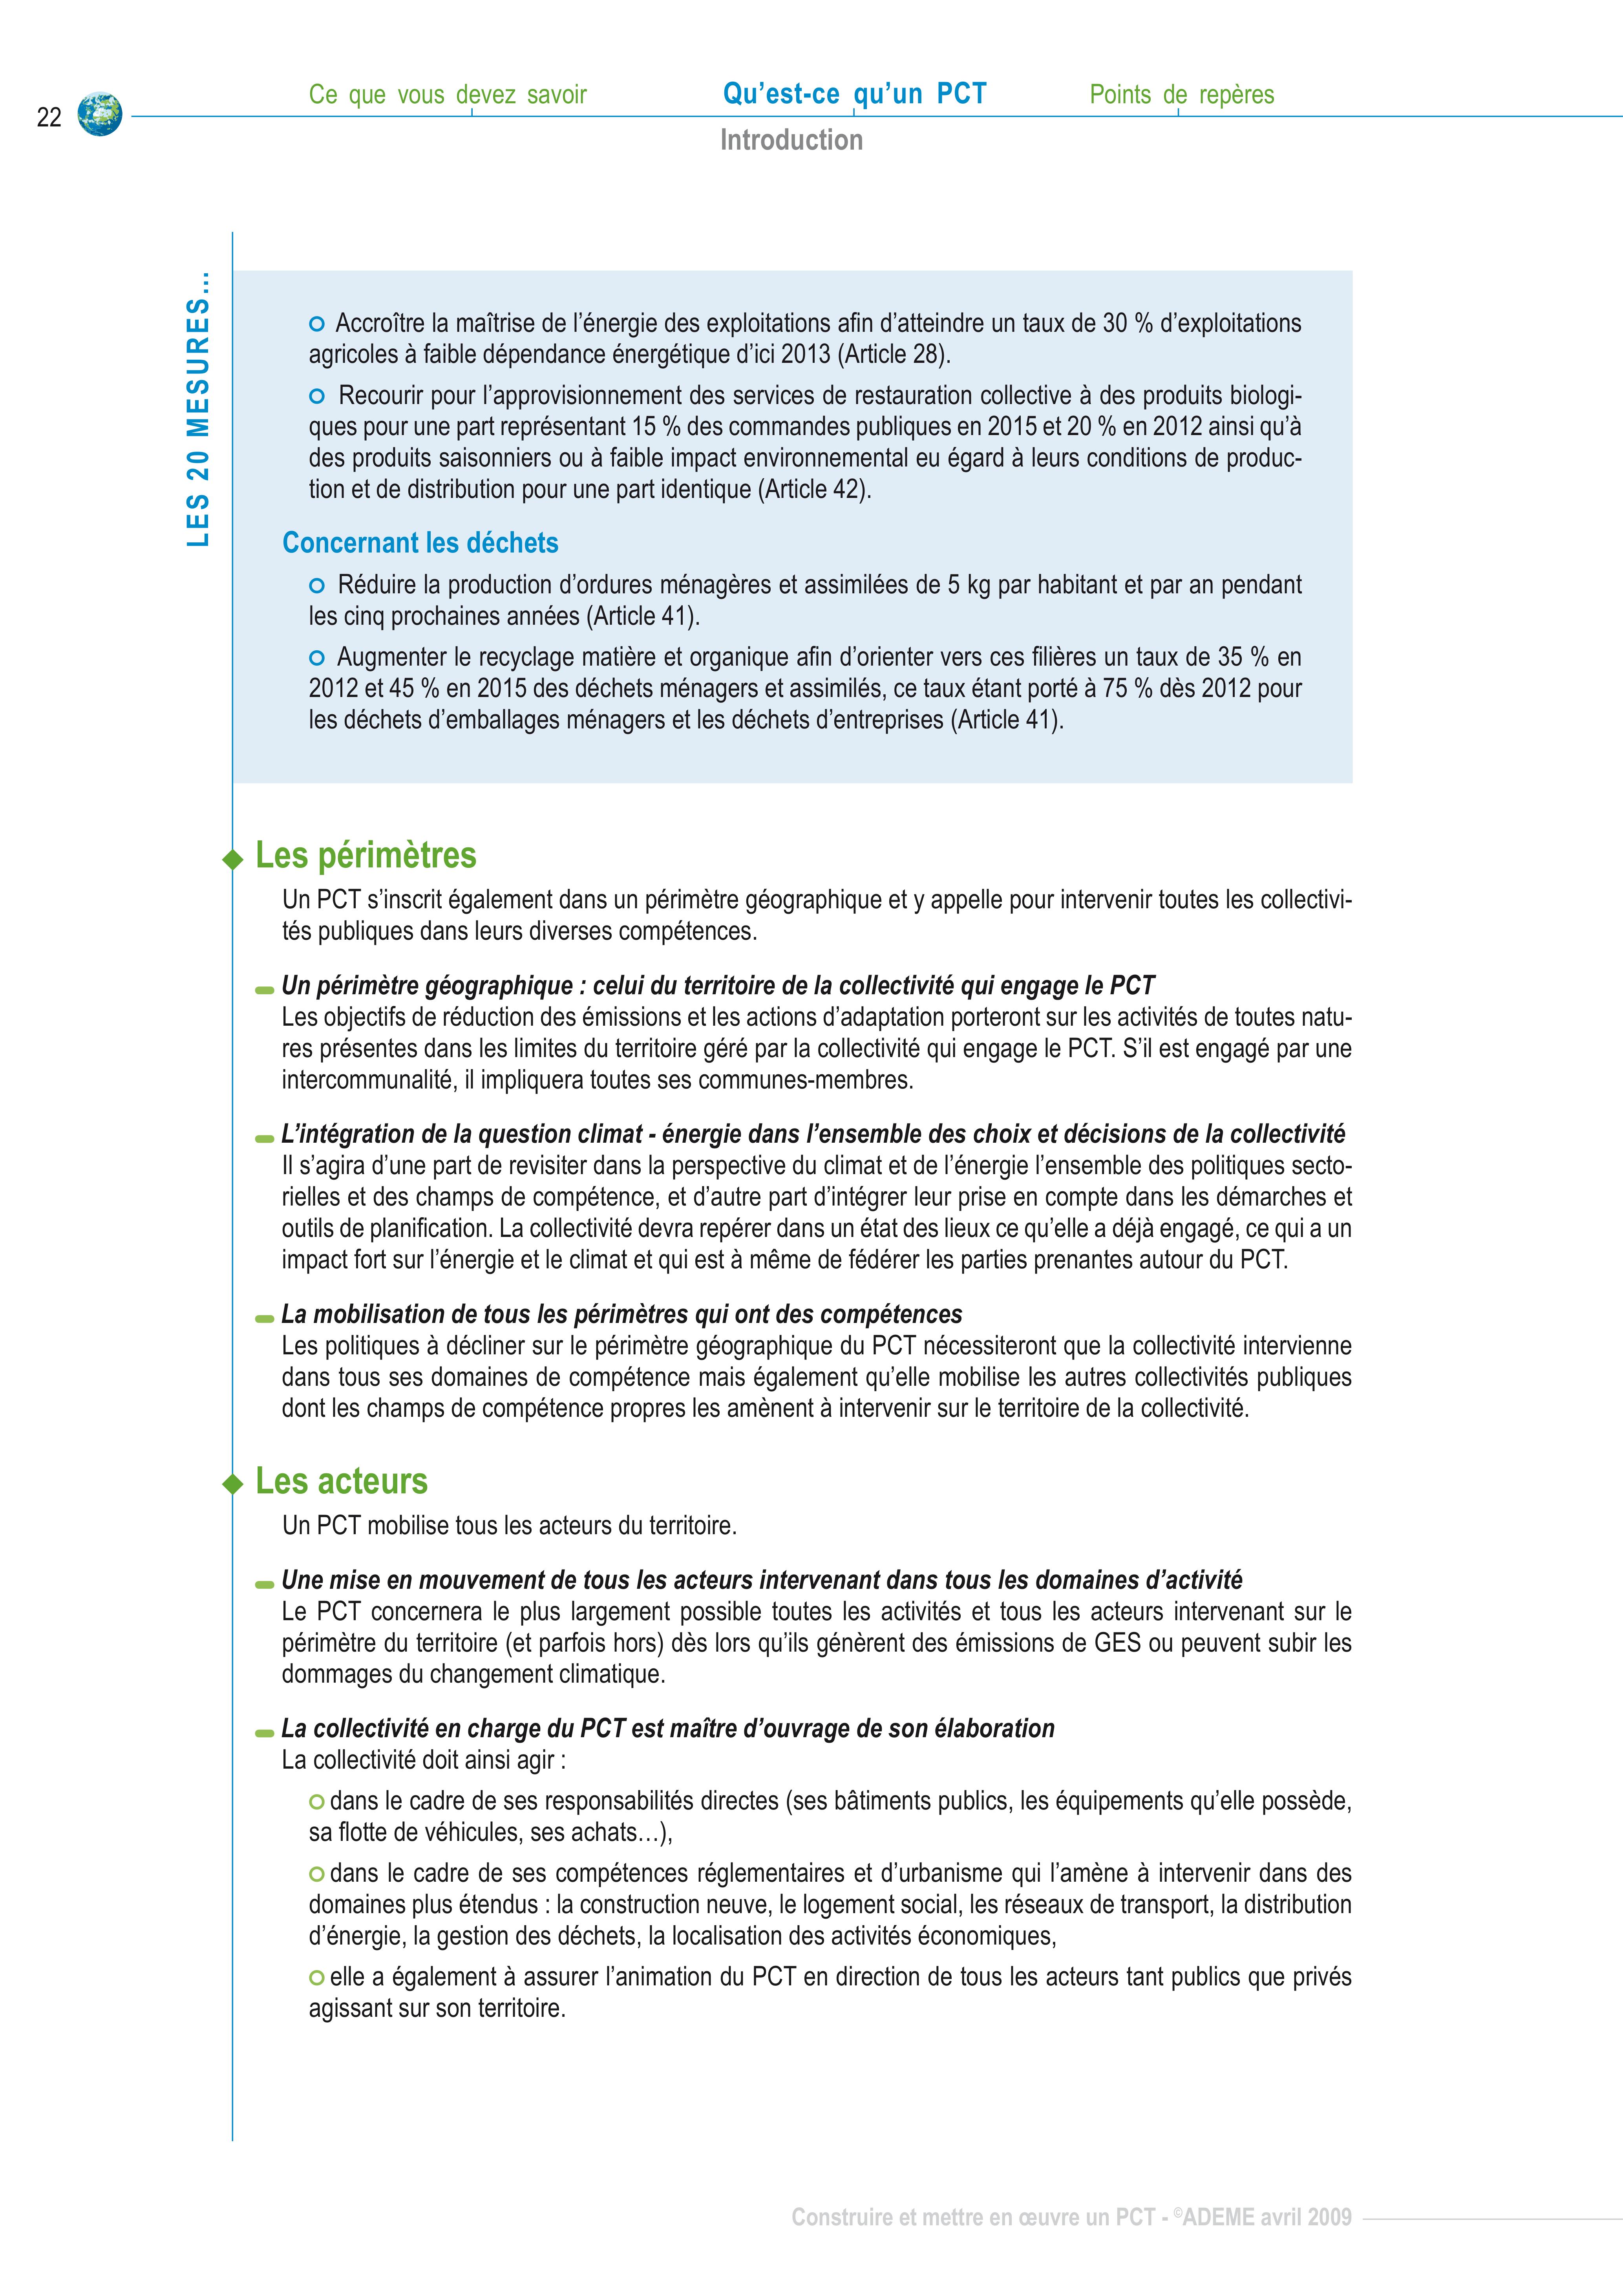 22
Ce que vous devez savoir
Qu’est-ce qu’un PCT
Points de repères
Introduction
LES 20 MESURES...
Accroître la maîtrise de l’énergie des exploitations afin d’atteindre un taux de 30 % d’exploitations
agricoles à faible dépendance énergétique d’ici 2013 (Article 28).
Recourir pour l’approvisionnement des services de restauration collective à des produits biologi-
ques pour une part représentant 15 % des commandes publiques en 2015 et 20 % en 2012 ainsi qu’à
des produits saisonniers ou à faible impact environnemental eu égard à leurs conditions de produc-
tion et de distribution pour une part identique (Article 42).
Concernant les déchets
Réduire la production d’ordures ménagères et assimilées de 5 kg par habitant et par an pendant
les cinq prochaines années (Article 41).
Augmenter le recyclage matière et organique afin d’orienter vers ces filières un taux de 35 % en
2012 et 45 % en 2015 des déchets ménagers et assimilés, ce taux étant porté à 75 % dès 2012 pour
les déchets d’emballages ménagers et les déchets d’entreprises (Article 41).
Les périmètres
Un PCT s’inscrit également dans un périmètre géographique et y appelle pour intervenir toutes les collectivi-
tés publiques dans leurs diverses compétences.
Un périmètre géographique : celui du territoire de la collectivité qui engage le PCT
Les objectifs de réduction des émissions et les actions d’adaptation porteront sur les activités de toutes natu-
res présentes dans les limites du territoire géré par la collectivité qui engage le PCT. S’il est engagé par une
intercommunalité, il impliquera toutes ses communes-membres.
L’intégration de la question climat - énergie dans l’ensemble des choix et décisions de la collectivité
Il s’agira d’une part de revisiter dans la perspective du climat et de l’énergie l’ensemble des politiques secto-
rielles et des champs de compétence, et d’autre part d’intégrer leur prise en compte dans les démarches et
outils de planification. La collectivité devra repérer dans un état des lieux ce qu’elle a déjà engagé, ce qui a un
impact fort sur l’énergie et le climat et qui est à même de fédérer les parties prenantes autour du PCT.
La mobilisation de tous les périmètres qui ont des compétences
Les politiques à décliner sur le périmètre géographique du PCT nécessiteront que la collectivité intervienne
dans tous ses domaines de compétence mais également qu’elle mobilise les autres collectivités publiques
dont les champs de compétence propres les amènent à intervenir sur le territoire de la collectivité.
Les acteurs
Un PCT mobilise tous les acteurs du territoire.
Une mise en mouvement de tous les acteurs intervenant dans tous les domaines d’activité
Le PCT concernera le plus largement possible toutes les activités et tous les acteurs intervenant sur le
périmètre du territoire (et parfois hors) dès lors qu’ils génèrent des émissions de GES ou peuvent subir les
dommages du changement climatique.
La collectivité en charge du PCT est maître d’ouvrage de son élaboration
La collectivité doit ainsi agir :
dans le cadre de ses responsabilités directes (ses bâtiments publics, les équipements qu’elle possède,
sa flotte de véhicules, ses achats…),
dans le cadre de ses compétences réglementaires et d’urbanisme qui l’amène à intervenir dans des
domaines plus étendus : la construction neuve, le logement social, les réseaux de transport, la distribution
d’énergie, la gestion des déchets, la localisation des activités économiques,
elle a également à assurer l’animation du PCT en direction de tous les acteurs tant publics que privés
agissant sur son territoire.
Construire et mettre en œuvre un PCT - ©ADEME avril 2009